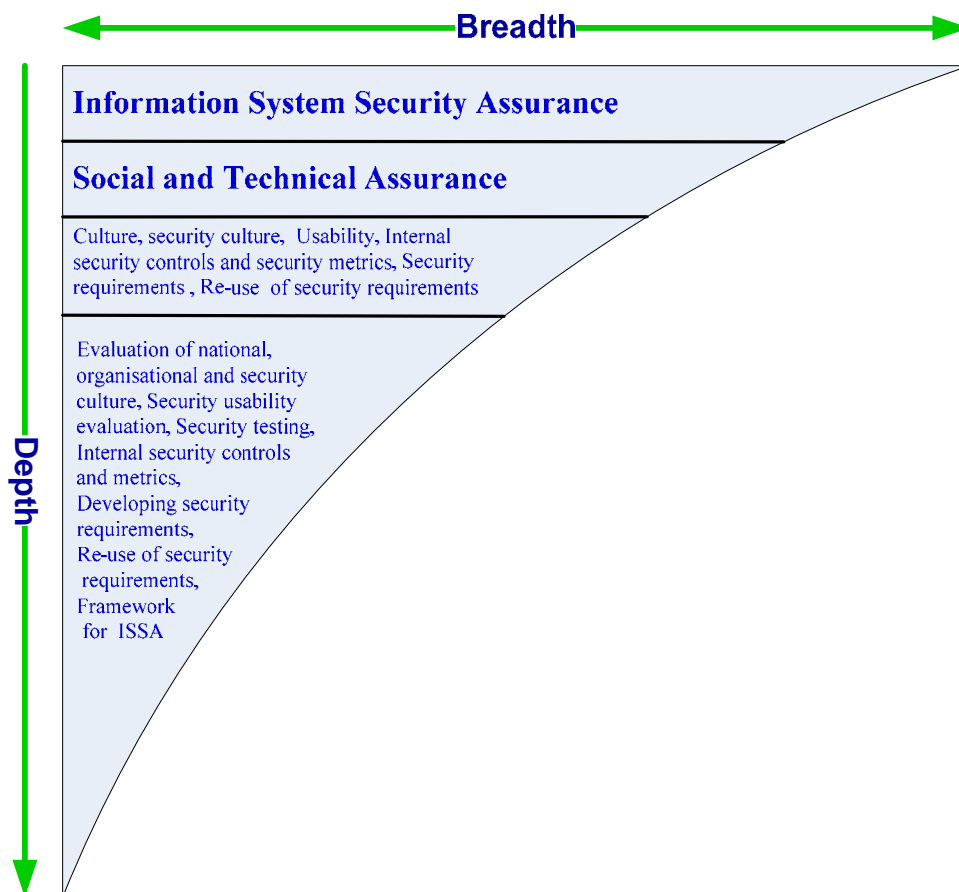 Breadth
Information System Security Assurance
Social and Technical Assurance
Culture, security culture, Usability, Internal
security controls and security metrics, Security
requirements , Re-use of security requirements
Evaluation of national,
organisational and security
culture, Security usability
evaluation, Security testing,
Internal security controls
and metrics,
Developing security
requirements,
Re-use of security
requirements,
Framework
for ISSA
Depth